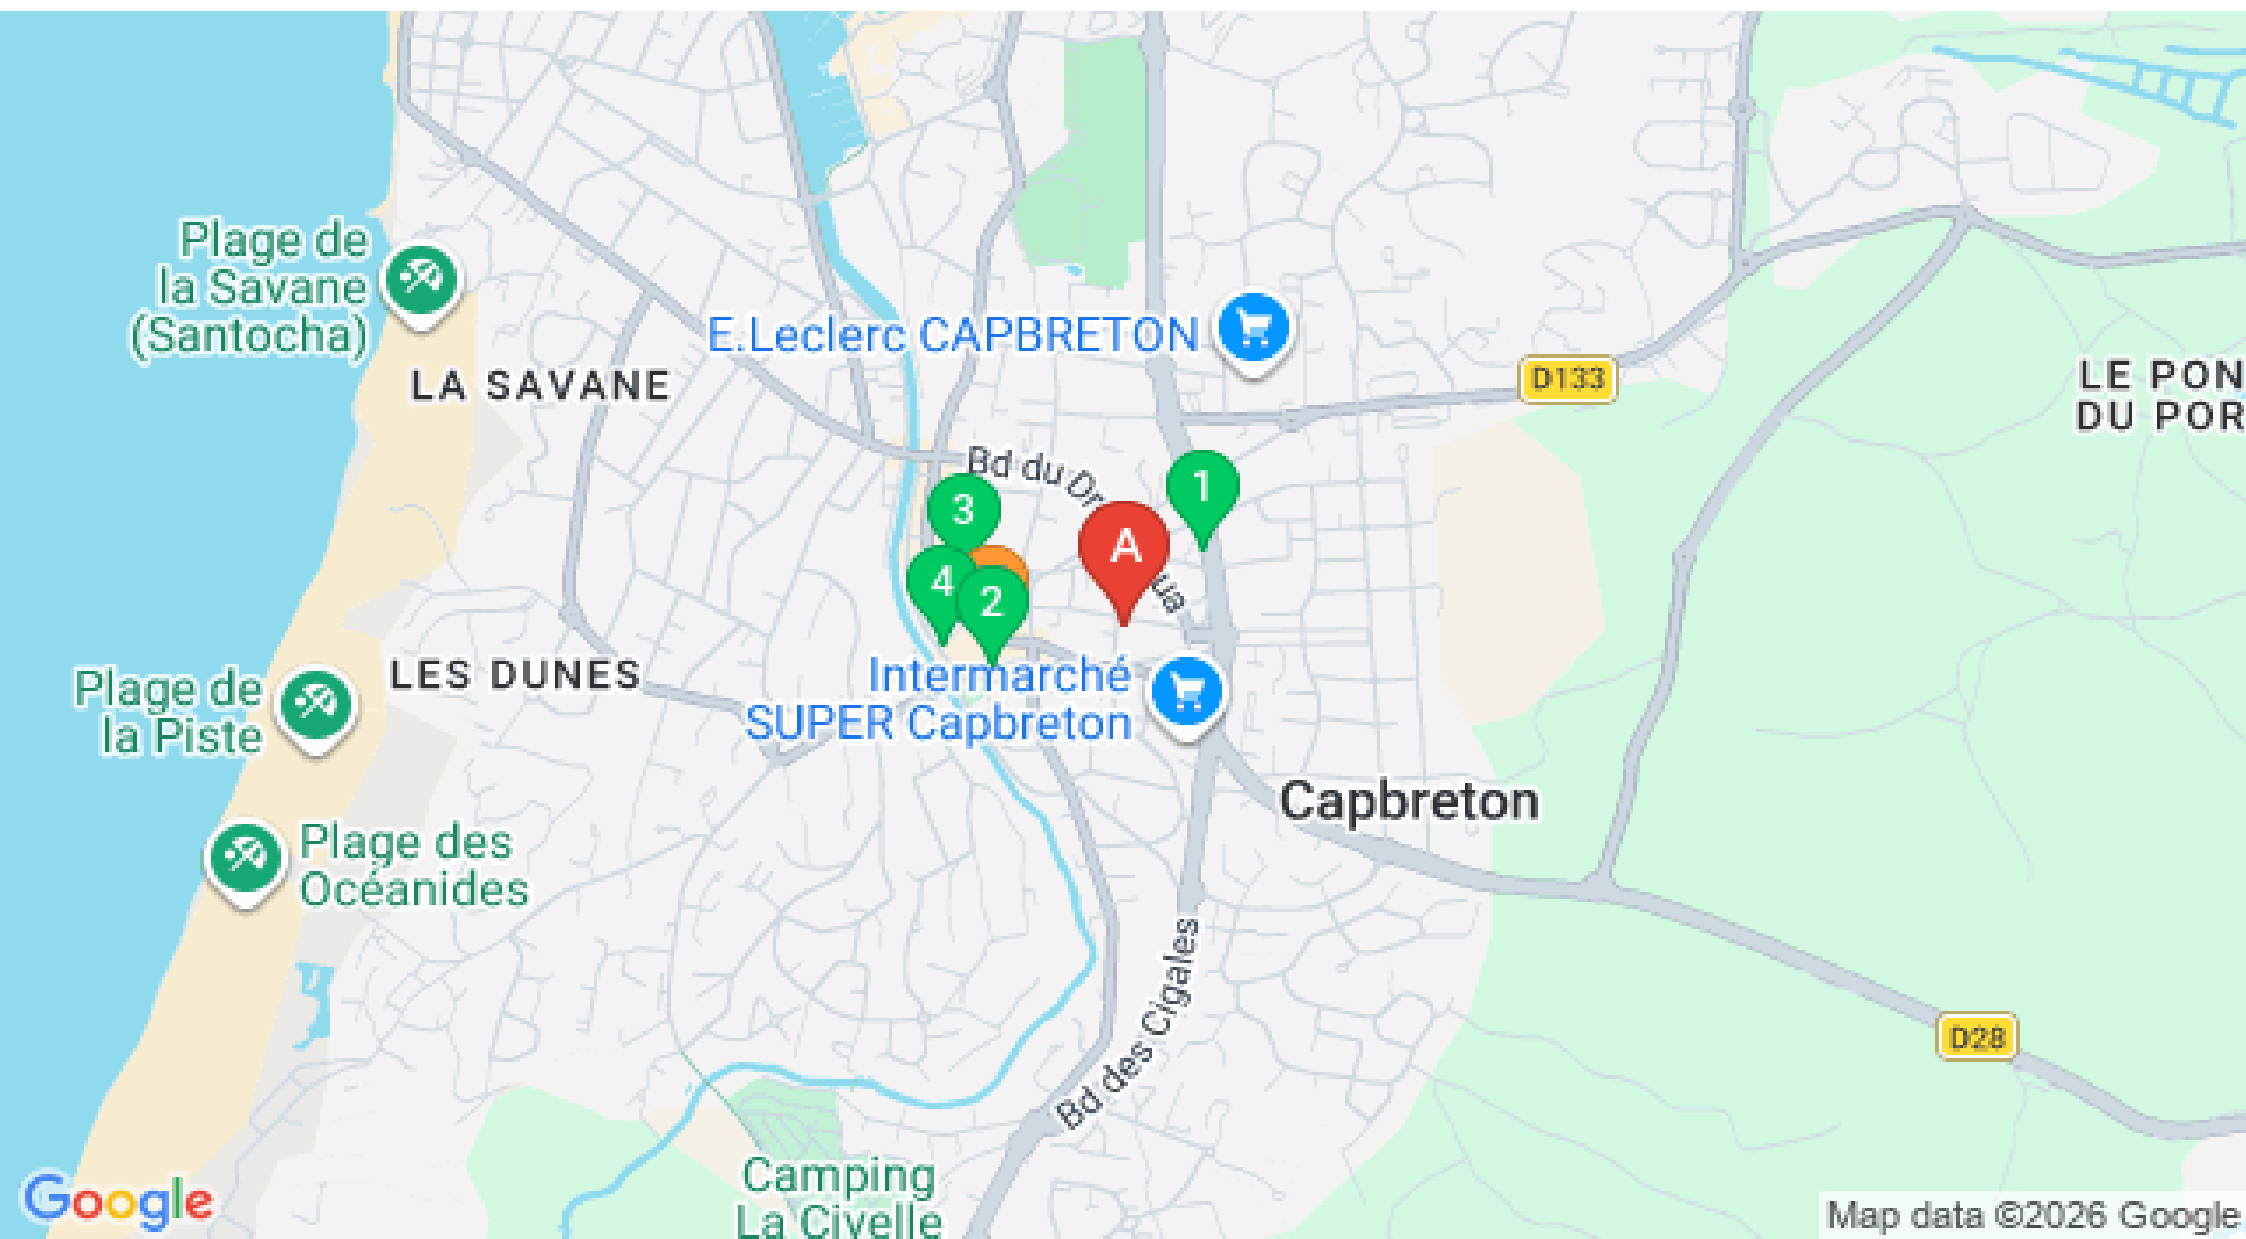 Plage de
la Savane
(Santocha)
E.Leclerc CAPBRETON
D133
LA SAVANE
LE PON
DU POR
Bd du Dr
ua
1
3
A
4
2
LES DUNES
Intermarché
SUPER Capbreton
Plage de
la Piste
Capbreton
Plage des
Océanides
Bd des Cigales
D28
Camping
La Civelle
Google
Map data ©2026 Google